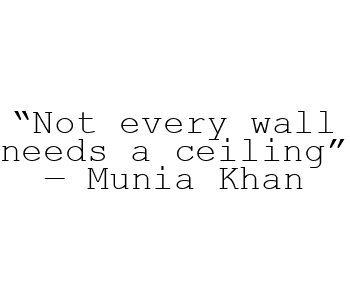 “Not every wall
needs a ceiling”
— Munia Khan